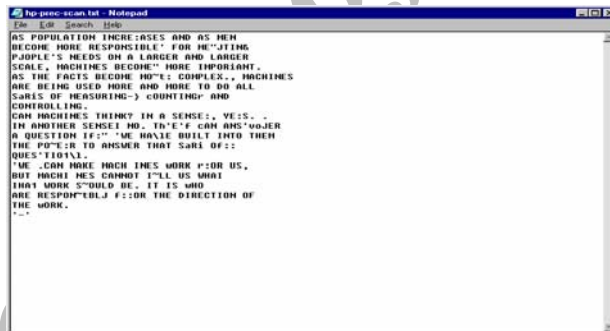 hp-prec-scan.txt - Notepad
File Edit Search Help
AS POPULATION INCRE:ASES AND AS MEN
BECOME MORE RESPONSIBLE' FOR ME"JTING
PJOPLE'S NEEDS ON A LARGER AND LARGER
SCALE, MACHINES BECOME" MORE IMPORiANT.
AS THE FACTS BECOME MO~t: COMPLEX., MACHINES
ARE BEING USED MORE AND MORE TO DO ALL
SaRiS OF MEASURING-} cOUNTINGr AND
CONTROLLING.
CAN MACHINES THINK? IN A SENSE:, YE:S. .
IN ANOTHER SENSEI NO. Th'E'f cAN ANS'voJER
A QUESTION If:" 'WE HA\lE BUILT INTO THEM
THE PO~E:R TO ANSWER THAT SaRi OF::
QUES'TIO1\l.
'WE .CAN MAKE MACH INES wORK r:OR US,
BUT MACHI NES CANNOT I~LL US WHAI
IHA1 WORK S~OULD BE. IT IS wHO
ARE RESPON~tBLJ f::OR THE DIRECTION OF
THE wORK.
'-'